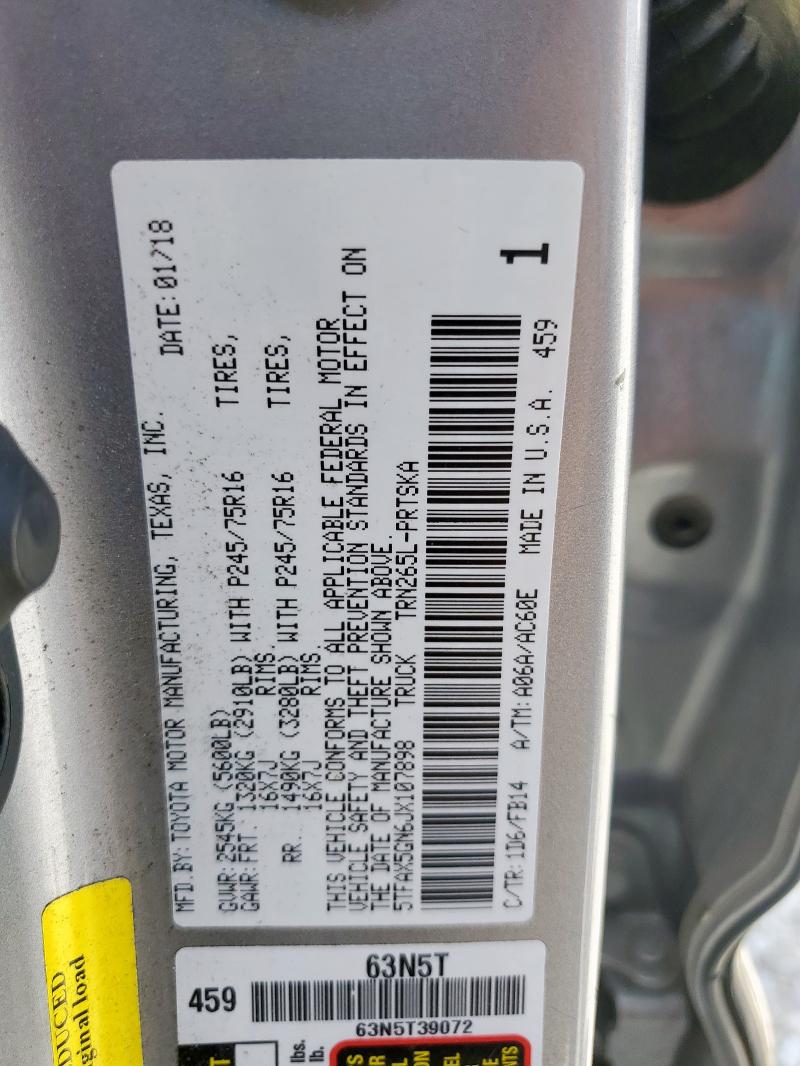 MFD.BY:TOYOTA MOTOR MANUFACTURING, TEXAS, INC. DATE:01/18
GVWR:2545KG (5600LB)
GAWR:FRT. 1320KG (2910LB) WITH P245/75R16 TIRES,
16X7J RIMS.
RR. 1490KG (3280LB) WITH P245/75R16 TIRES,
16X7J RIMS.
THIS VEHICLE CONFORMS TO ALL APPLICABLE FEDERAL MOTOR
VEHICLE SAFETY AND THEFT PREVENTION STANDARDS IN EFFECT ON
THE DATE OF MANUFACTURE SHOWN ABOVE.
5TFAX5GN6JX107898 TRUCK TRN265L-PRTSKA
1
C/TR:1D6/FB14 A/TM:A06A/AC60E MADE IN U.S.A. 459
63N5T
459
63N5T39072
lbs.
lb.
DUCED
ginal load